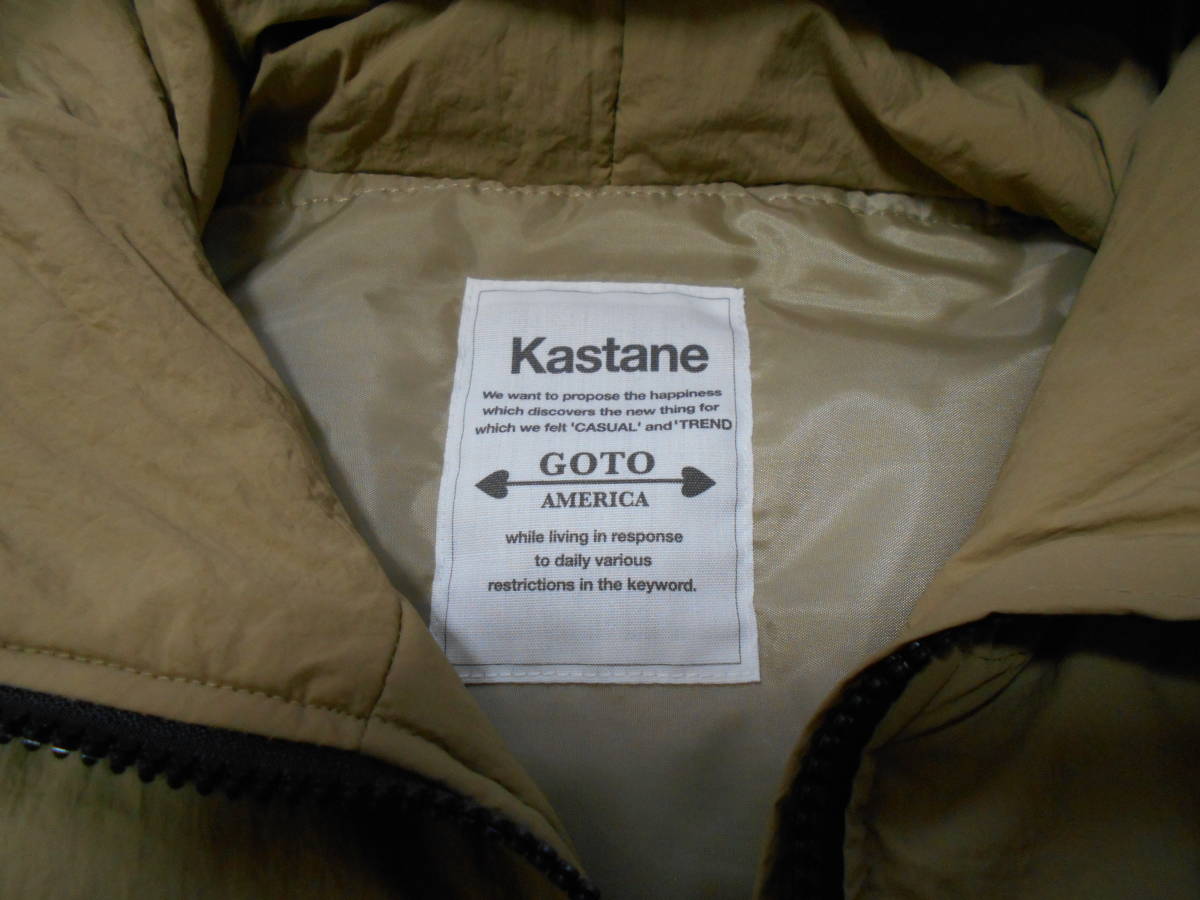 Kastane
We want to propose the happiness
which discovers the new thing for
which we felt 'CASUAL' and 'TREND
GOTO
AMERICA
while living in response
to daily various
restrictions in the keyword.